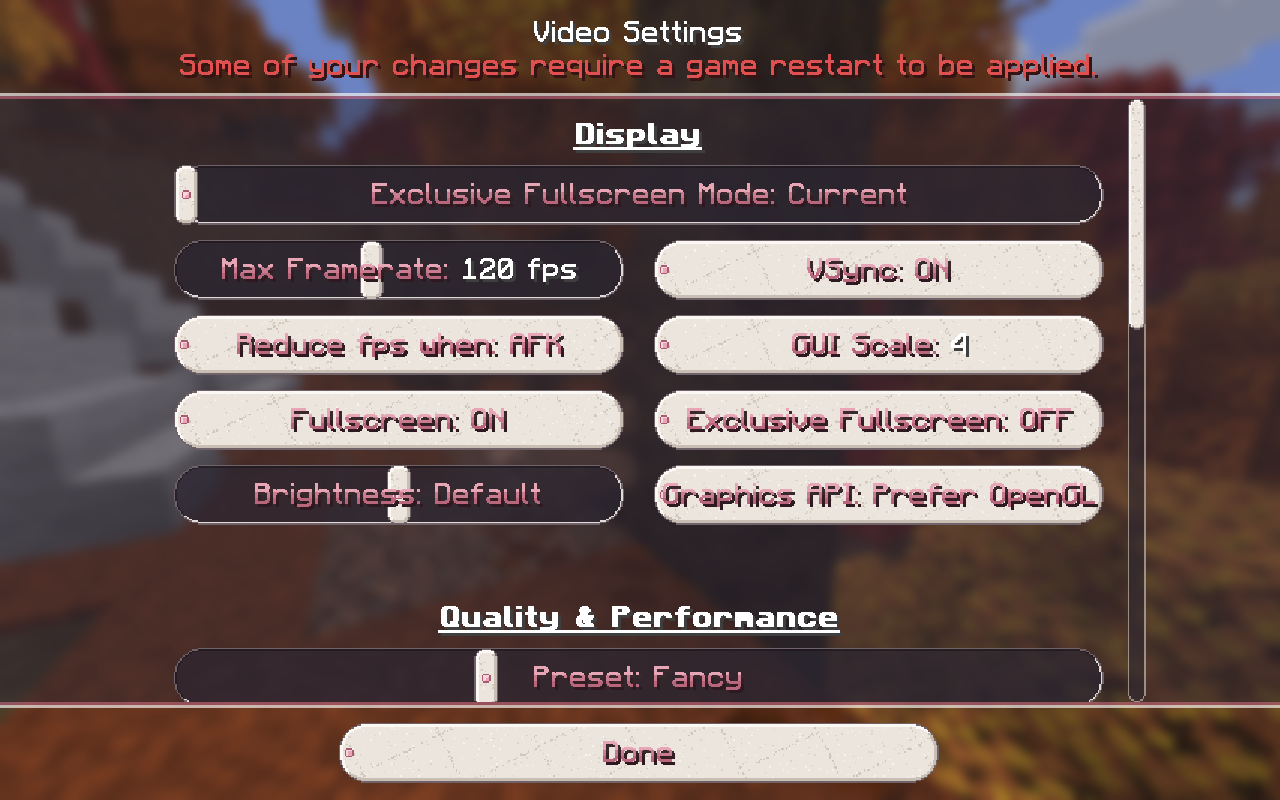 Video Settings
Some of your changes require a game restart to be applied.
Display
Exclusive Fullscreen Mode: Current
Max Framerate: 120 fps
VSync: ON
Reduce fps when: AFK
GUI Scale: 4
Fullscreen: ON
Exclusive Fullscreen: OFF
Brightness: Default
Graphics API: Prefer OpenGL
Quality & Performance
Preset: Fancy
Done